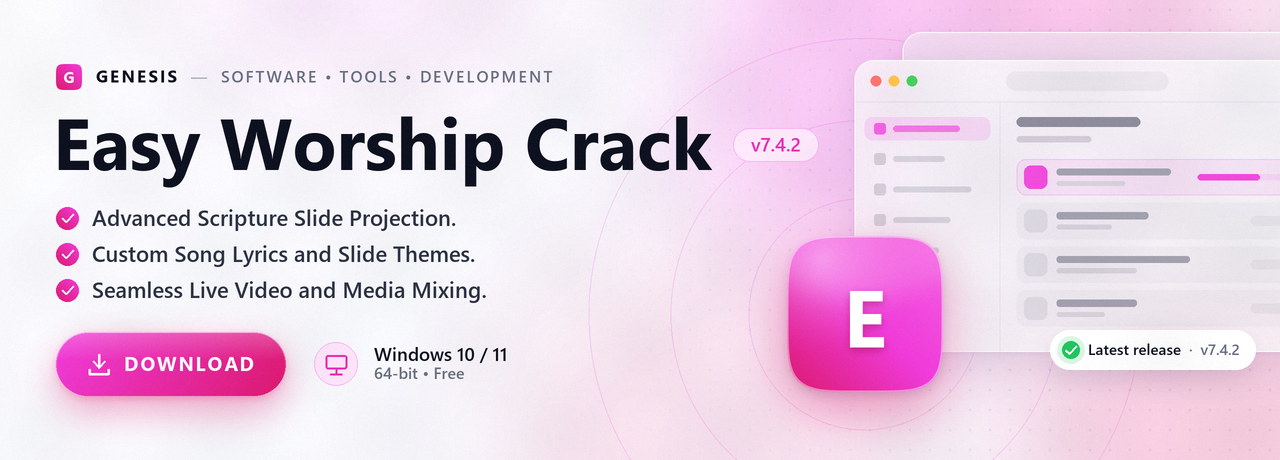 G GENESIS — SOFTWARE • TOOLS • DEVELOPMENT
Easy Worship Crack v7.4.2
Advanced Scripture Slide Projection.
Custom Song Lyrics and Slide Themes.
Seamless Live Video and Media Mixing.
DOWNLOAD
Windows 10 / 11
64-bit • Free
E
Latest release · v7.4.2